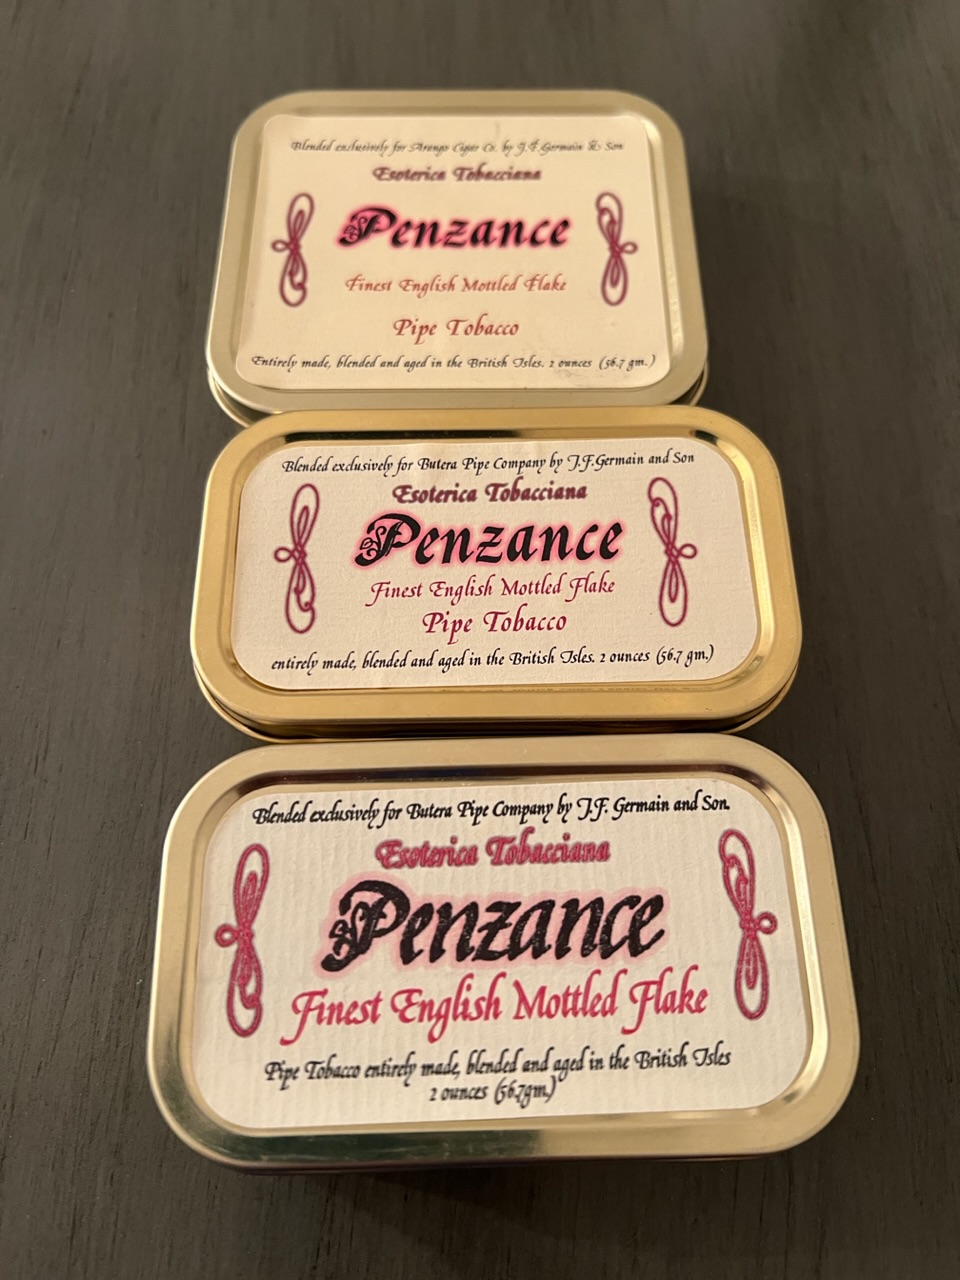 Blended exclusively for Arango Cigar Co. by J.F.Germain & Son
Esoterica Tobacciana
Penzance
Finest English Mottled Flake
Pipe Tobacco
Entirely made, blended and aged in the British Isles. 2 ounces (56.7 gm.)
Blended exclusively for Butera Pipe Company by J.F.Germain and Son
Esoterica Tobacciana
Penzance
Finest English Mottled Flake
Pipe Tobacco
entirely made, blended and aged in the British Isles. 2 ounces (56.7 gm.)
Blended exclusively for Butera Pipe Company by J.F. Germain and Son.
Esoterica Tobacciana
Penzance
Finest English Mottled Flake
Pipe Tobacco entirely made, blended and aged in the British Isles
2 ounces (56.7gm.)